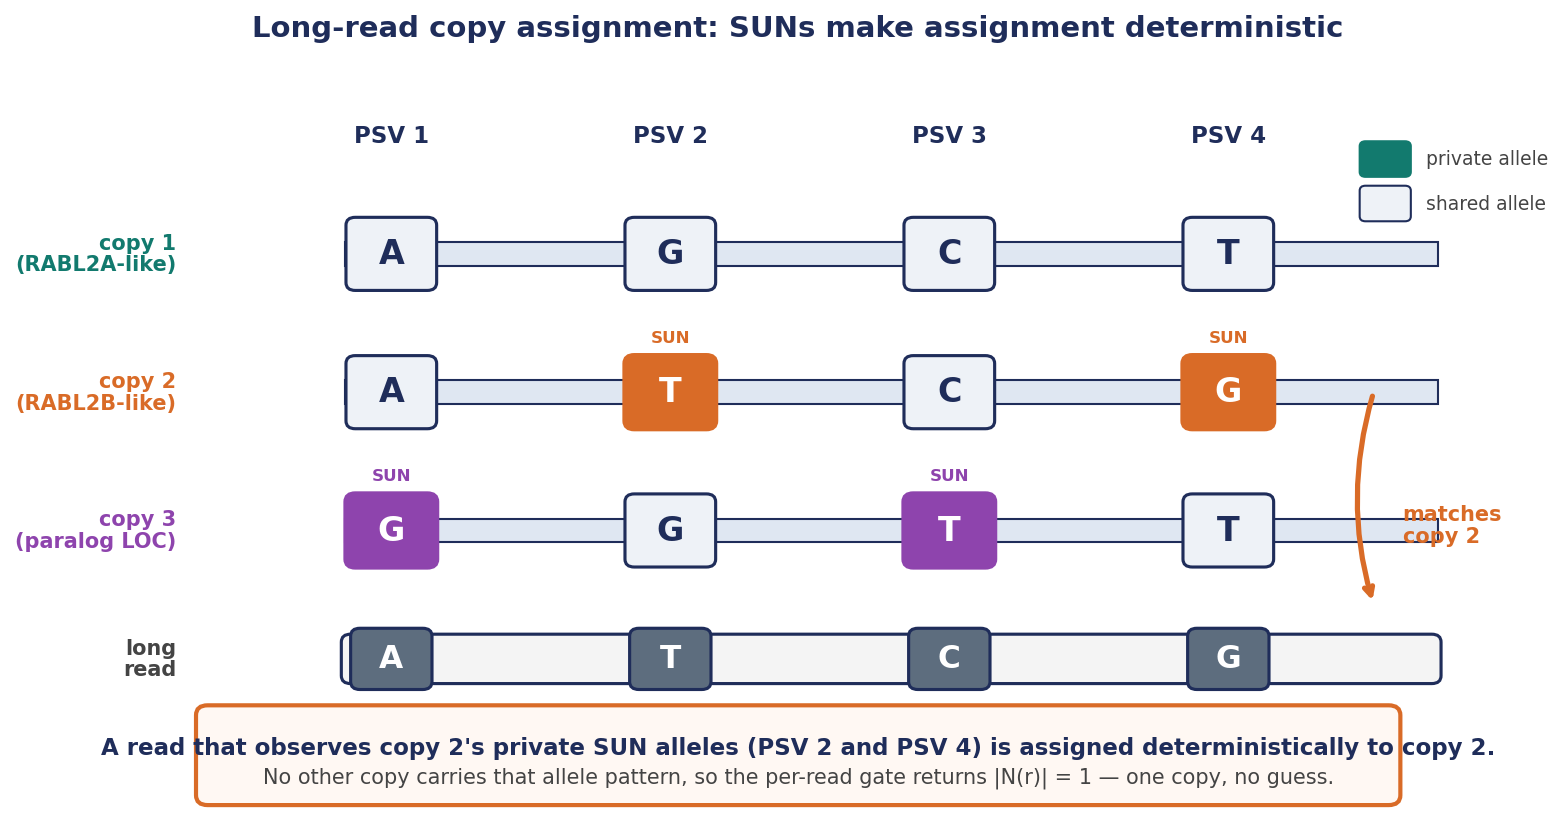 Long-read copy assignment: SUNs make assignment deterministic
PSV 1
PSV 2
PSV 3
PSV 4
private allele
shared allele
copy 1
(RABL2A-like)
A
G
C
T
SUN
SUN
copy 2
(RABL2B-like)
A
T
C
G
SUN
SUN
copy 3
(paralog LOC)
G
G
T
T
matches
copy 2
long
read
A
T
C
G
A read that observes copy 2's private SUN alleles (PSV 2 and PSV 4) is assigned deterministically to copy 2.
No other copy carries that allele pattern, so the per-read gate returns |N(r)| = 1 — one copy, no guess.